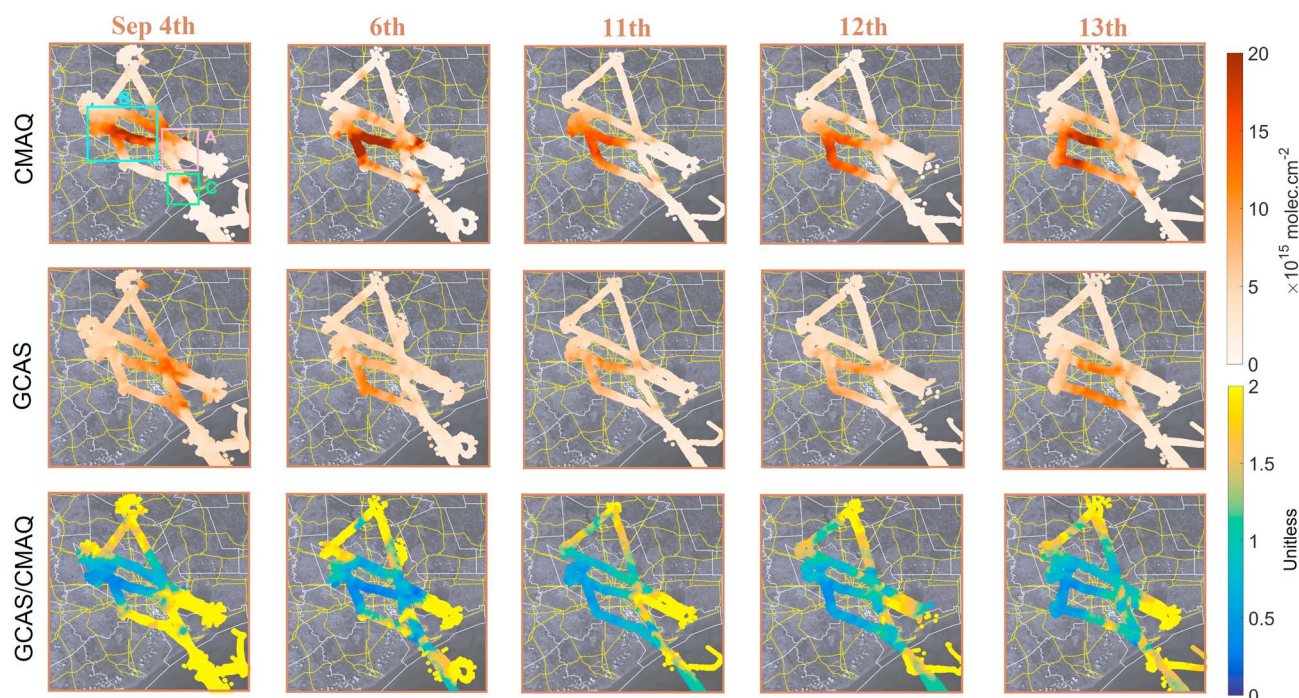 Sep 4th 6th 11th 12th 13th
CMAQ
B
A
C
20
15
10
5
0
× 10^15 molec.cm^-2
GCAS
GCAS/CMAQ
2
1.5
1
0.5
0
Unitless